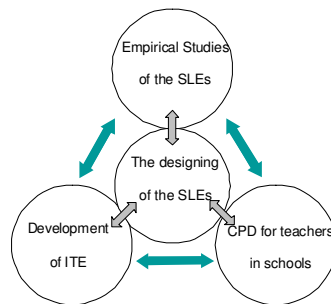 Empirical Studies
of the SLEs
The designing
of the SLEs
Development
of ITE
CPD for teachers
in schools